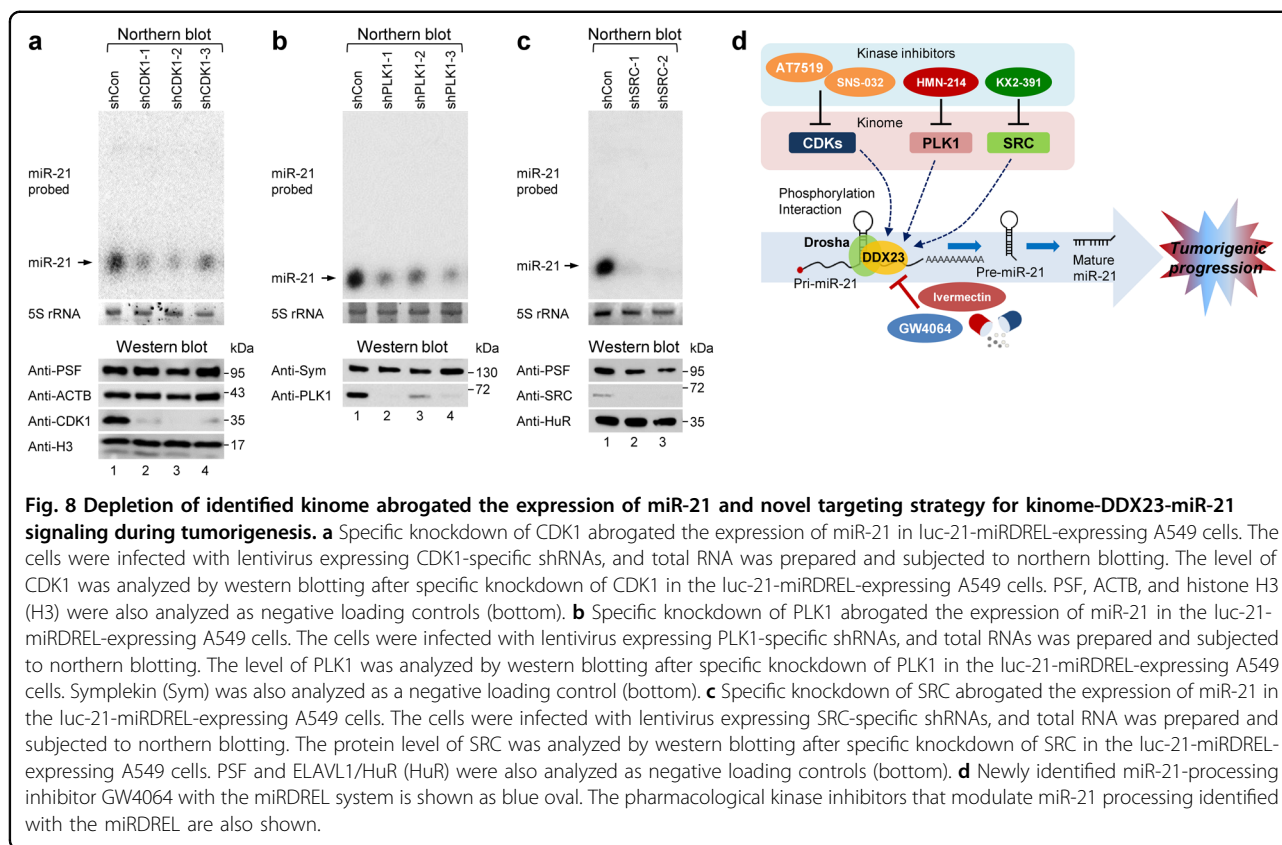 a
Northern blot
shCon
shCDK1-1
shCDK1-2
shCDK1-3
miR-21
probed
miR-21
5S rRNA
Western blot
kDa
Anti-PSF
95
Anti-ACTB
43
Anti-CDK1
35
Anti-H3
17
1 2 3 4
b
Northern blot
shCon
shPLK1-1
shPLK1-2
shPLK1-3
miR-21
probed
miR-21
5S rRNA
Western blot
kDa
Anti-Sym
130
Anti-PLK1
72
1 2 3 4
c
Northern blot
shCon
shSRC-1
shSRC-2
miR-21
probed
miR-21
5S rRNA
Western blot
kDa
Anti-PSF
95
72
Anti-SRC
Anti-HuR
35
1 2 3
d
Kinase inhibitors
AT7519
SNS-032
HMN-214
KX2-391
Kinome
CDKs
PLK1
SRC
Phosphorylation
Interaction
Drosha
DDX23
AAAAAAAAAA
Pri-miR-21
Pre-miR-21
Mature
miR-21
Tumorigenic
progression
Ivermectin
GW4064
Fig. 8 Depletion of identified kinome abrogated the expression of miR-21 and novel targeting strategy for kinome-DDX23-miR-21
signaling during tumorigenesis. a Specific knockdown of CDK1 abrogated the expression of miR-21 in luc-21-miRDREL-expressing A549 cells. The
cells were infected with lentivirus expressing CDK1-specific shRNAs, and total RNA was prepared and subjected to northern blotting. The level of
CDK1 was analyzed by western blotting after specific knockdown of CDK1 in the luc-21-miRDREL-expressing A549 cells. PSF, ACTB, and histone H3
(H3) were also analyzed as negative loading controls (bottom). b Specific knockdown of PLK1 abrogated the expression of miR-21 in the luc-21-
miRDREL-expressing A549 cells. The cells were infected with lentivirus expressing PLK1-specific shRNAs, and total RNAs was prepared and subjected
to northern blotting. The level of PLK1 was analyzed by western blotting after specific knockdown of PLK1 in the luc-21-miRDREL-expressing A549
cells. Symplekin (Sym) was also analyzed as a negative loading control (bottom). c Specific knockdown of SRC abrogated the expression of miR-21 in
the luc-21-miRDREL-expressing A549 cells. The cells were infected with lentivirus expressing SRC-specific shRNAs, and total RNA was prepared and
subjected to northern blotting. The protein level of SRC was analyzed by western blotting after specific knockdown of SRC in the luc-21-miRDREL-
expressing A549 cells. PSF and ELAVL1/HuR (HuR) were also analyzed as negative loading controls (bottom). d Newly identified miR-21-processing
inhibitor GW4064 with the miRDREL system is shown as blue oval. The pharmacological kinase inhibitors that modulate miR-21 processing identified
with the miRDREL are also shown.